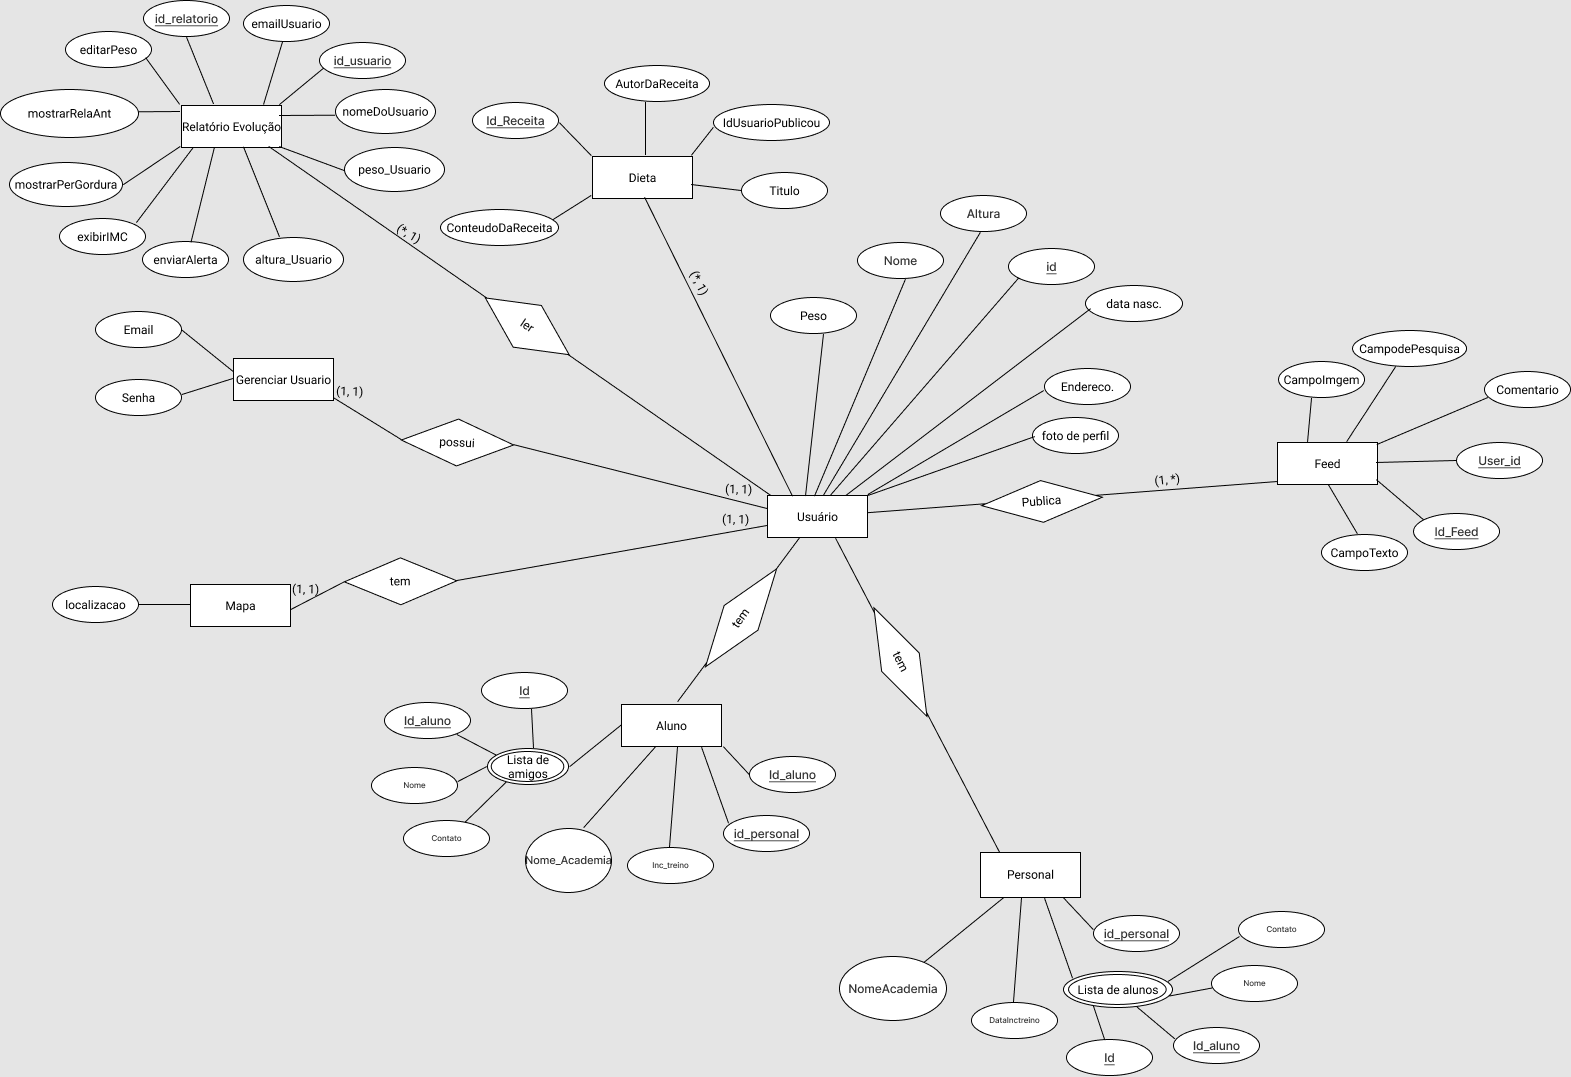 id_relatorio
emailUsuario
editarPeso
id_usuario
mostrarRelaAnt
nomeDoUsuario
Relatório Evolução
mostrarPerGordura
peso_Usuario
exibirIMC
enviarAlerta
altura_Usuario
(*, 1)
ler
AutorDaReceita
Id_Receita
IdUsuarioPublicou
Dieta
Titulo
ConteudoDaReceita
(*, 1)
Altura
Nome
id
Peso
data nasc.
Endereco.
foto de perfil
Email
Gerenciar Usuario
Senha
(1, 1)
possui
(1, 1)
Usuário
(1, 1)
Publica
(1, *)
CampodePesquisa
CampoImgem
Comentario
Feed
User_id
Id_Feed
CampoTexto
localizacao
Mapa
(1, 1)
tem
tem
tem
Id
Id_aluno
Aluno
Lista de
amigos
Nome
Contato
Id_aluno
id_personal
Nome_Academia
Inc_treino
Personal
id_personal
Contato
NomeAcademia
Lista de alunos
Nome
DataInctreino
Id
Id_aluno